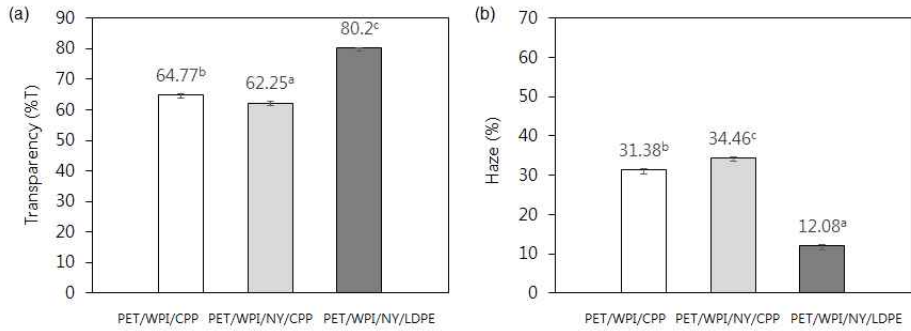 (a)
Transparency (%T)
90
80
70
60
50
40
30
20
10
0
64.77ᵇ
62.25ᵃ
80.2ᶜ
PET/WPI/CPP
PET/WPI/NY/CPP
PET/WPI/NY/LDPE
(b)
Haze (%)
70
60
50
40
30
20
10
0
31.38ᵇ
34.46ᶜ
12.08ᵃ
PET/WPI/CPP
PET/WPI/NY/CPP
PET/WPI/NY/LDPE